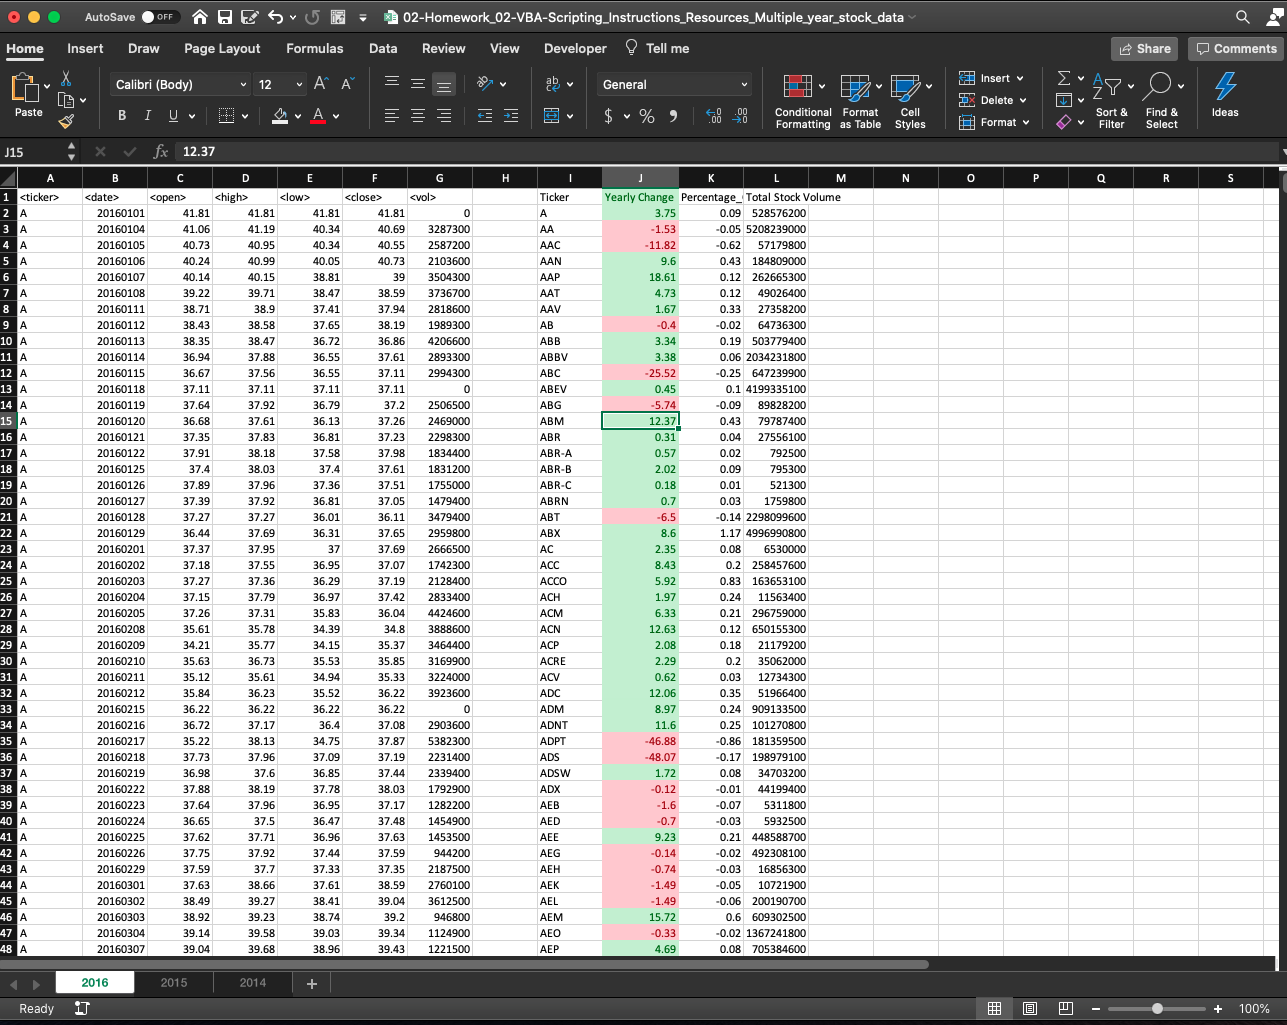 AutoSave OFF 02-Homework_02-VBA-Scripting_Instructions_Resources_Multiple_year_stock_data
Home Insert Draw Page Layout Formulas Data Review View Developer Tell me Share Comments
Paste Calibri (Body) 12 A A ab General Conditional Formatting Format as Table Cell Styles Insert Delete Format Sort & Filter Find & Select Ideas
B I U A $ % 9
J15 fx 12.37
A B C D E F G H I J K L M N O P Q R S
1 <ticker> <date> <open> <high> <low> <close> <vol> Ticker Yearly Change Percentage_ Total Stock Volume
2 A 20160101 41.81 41.81 41.81 41.81 0 A 3.75 0.09 528576200
3 A 20160104 41.06 41.19 40.34 40.69 3287300 AA -1.53 -0.05 5208239000
4 A 20160105 40.73 40.95 40.34 40.55 2587200 AAC -11.82 -0.62 57179800
5 A 20160106 40.24 40.99 40.05 40.73 2103600 AAN 9.6 0.43 184809000
6 A 20160107 40.14 40.15 38.81 39 3504300 AAP 18.61 0.12 262665300
7 A 20160108 39.22 39.71 38.47 38.59 3736700 AAT 4.73 0.12 49026400
8 A 20160111 38.71 38.9 37.41 37.94 2818600 AAV 1.67 0.33 27358200
9 A 20160112 38.43 38.58 37.65 38.19 1989300 AB -0.4 -0.02 64736300
10 A 20160113 38.35 38.47 36.72 36.86 4206600 ABB 3.34 0.19 503779400
11 A 20160114 36.94 37.88 36.55 37.61 2893300 ABBV 3.38 0.06 2034231800
12 A 20160115 36.67 37.56 36.55 37.11 2994300 ABC -25.52 -0.25 647239900
13 A 20160118 37.11 37.11 37.11 37.11 0 ABEV 0.45 0.1 4199335100
14 A 20160119 37.64 37.92 36.79 37.2 2506500 ABG -5.74 -0.09 89828200
15 A 20160120 36.68 37.61 36.13 37.26 2469000 ABM 12.37 0.43 79787400
16 A 20160121 37.35 37.83 36.81 37.23 2298300 ABR 0.31 0.04 27556100
17 A 20160122 37.91 38.18 37.58 37.98 1834400 ABR-A 0.57 0.02 792500
18 A 20160125 37.4 38.03 37.4 37.61 1831200 ABR-B 2.02 0.09 795300
19 A 20160126 37.89 37.96 37.36 37.51 1755000 ABR-C 0.18 0.01 521300
20 A 20160127 37.39 37.92 36.81 37.05 1479400 ABRN 0.7 0.03 1759800
21 A 20160128 37.27 37.27 36.01 36.11 3479400 ABT -6.5 -0.14 2298099600
22 A 20160129 36.44 37.69 36.31 37.65 2959800 ABX 8.6 1.17 4996990800
23 A 20160201 37.37 37.95 37 37.69 2666500 AC 2.35 0.08 6530000
24 A 20160202 37.18 37.55 36.95 37.07 1742300 ACC 8.43 0.2 258457600
25 A 20160203 37.27 37.36 36.29 37.19 2128400 ACCO 5.92 0.83 163653100
26 A 20160204 37.15 37.79 36.97 37.42 2833400 ACH 1.97 0.24 11563400
27 A 20160205 37.26 37.31 35.83 36.04 4424600 ACM 6.33 0.21 296759000
28 A 20160208 35.61 35.78 34.39 34.8 3888600 ACN 12.63 0.12 650155300
29 A 20160209 34.21 35.77 34.15 35.37 3464400 ACP 2.08 0.18 21179200
30 A 20160210 35.63 36.73 35.53 35.85 3169900 ACRE 2.29 0.2 35062000
31 A 20160211 35.12 35.61 34.94 35.33 3224000 ACV 0.62 0.03 12734300
32 A 20160212 35.84 36.23 35.52 36.22 3923600 ADC 12.06 0.35 51966400
33 A 20160215 36.22 36.22 36.22 36.22 0 ADM 8.97 0.24 909133500
34 A 20160216 36.72 37.17 36.4 37.08 2903600 ADNT 11.6 0.25 101270800
35 A 20160217 35.22 38.13 34.75 37.87 5382300 ADPT -46.88 -0.86 181359500
36 A 20160218 37.73 37.96 37.09 37.19 2231400 ADS -48.07 -0.17 198979100
37 A 20160219 36.98 37.6 36.85 37.44 2339400 ADSW 1.72 0.08 34703200
38 A 20160222 37.88 38.19 37.78 38.03 1792900 ADX -0.12 -0.01 44199400
39 A 20160223 37.64 37.96 36.95 37.17 1282200 AEB -1.6 -0.07 5311800
40 A 20160224 36.65 37.5 36.47 37.48 1454900 AED -0.7 -0.03 5932500
41 A 20160225 37.62 37.71 36.96 37.63 1453500 AEE 9.23 0.21 448588700
42 A 20160226 37.75 37.92 37.44 37.59 944200 AEG -0.14 -0.02 492308100
43 A 20160229 37.59 37.7 37.33 37.35 2187500 AEH -0.74 -0.03 16856300
44 A 20160301 37.63 38.66 37.61 38.59 2760100 AEK -1.49 -0.05 10721900
45 A 20160302 38.49 39.27 38.41 39.04 3612500 AEL -1.49 -0.06 200190700
46 A 20160303 38.92 39.23 38.74 39.2 946800 AEM 15.72 0.6 609302500
47 A 20160304 39.14 39.58 39.03 39.34 1124900 AEO -0.33 -0.02 1367241800
48 A 20160307 39.04 39.68 38.96 39.43 1221500 AEP 4.69 0.08 705384600
2016 2015 2014 +
Ready 100%